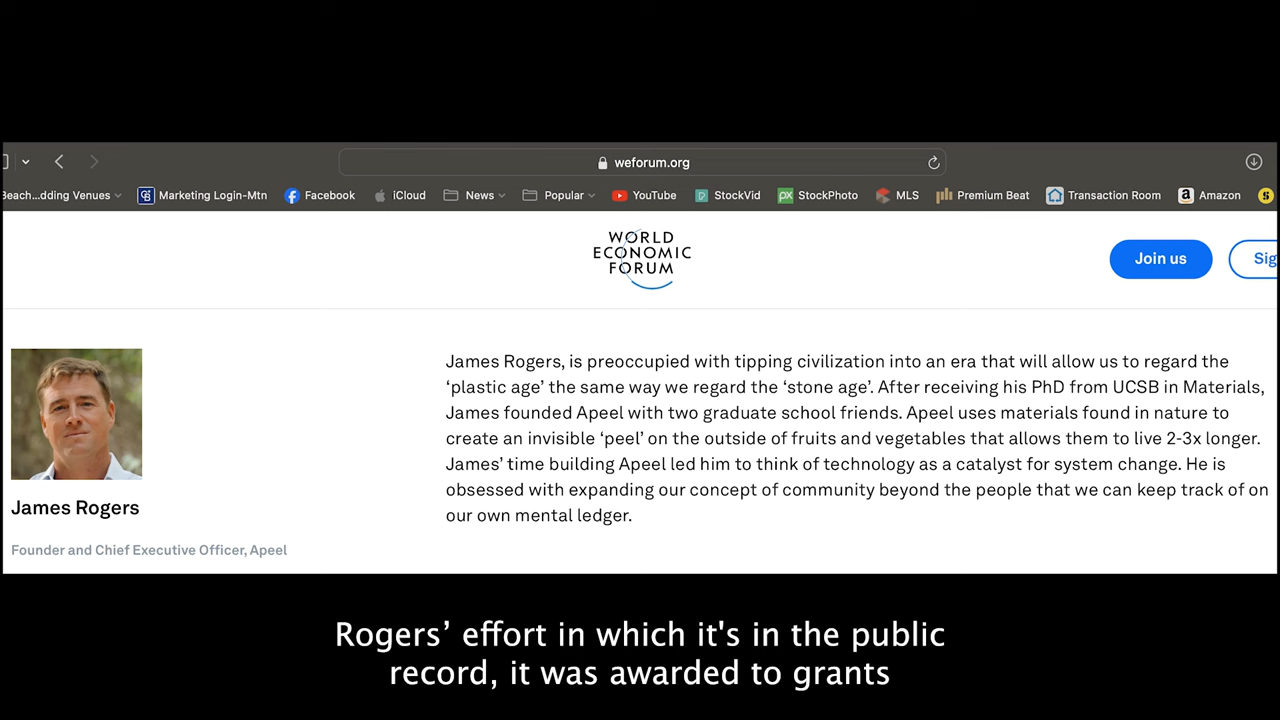 weforum.org
Beach...dding Venues Marketing Login-Mtn Facebook iCloud News Popular YouTube StockVid StockPhoto MLS Premium Beat Transaction Room Amazon
WORLD
ECONOMIC
FORUM
Join us
Sig
James Rogers, is preoccupied with tipping civilization into an era that will allow us to regard the
‘plastic age’ the same way we regard the ‘stone age’. After receiving his PhD from UCSB in Materials,
James founded Apeel with two graduate school friends. Apeel uses materials found in nature to
create an invisible ‘peel’ on the outside of fruits and vegetables that allows them to live 2-3x longer.
James’ time building Apeel led him to think of technology as a catalyst for system change. He is
obsessed with expanding our concept of community beyond the people that we can keep track of on
our own mental ledger.
James Rogers
Founder and Chief Executive Officer, Apeel
Rogers’ effort in which it's in the public
record, it was awarded to grants